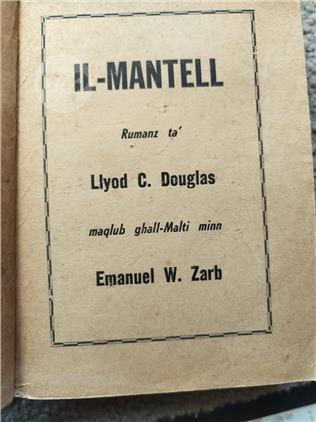 IL-MANTELL
Rumanz ta'
Llyod C. Douglas
maqlub ghall-Malti minn
Emanuel W. Zarb